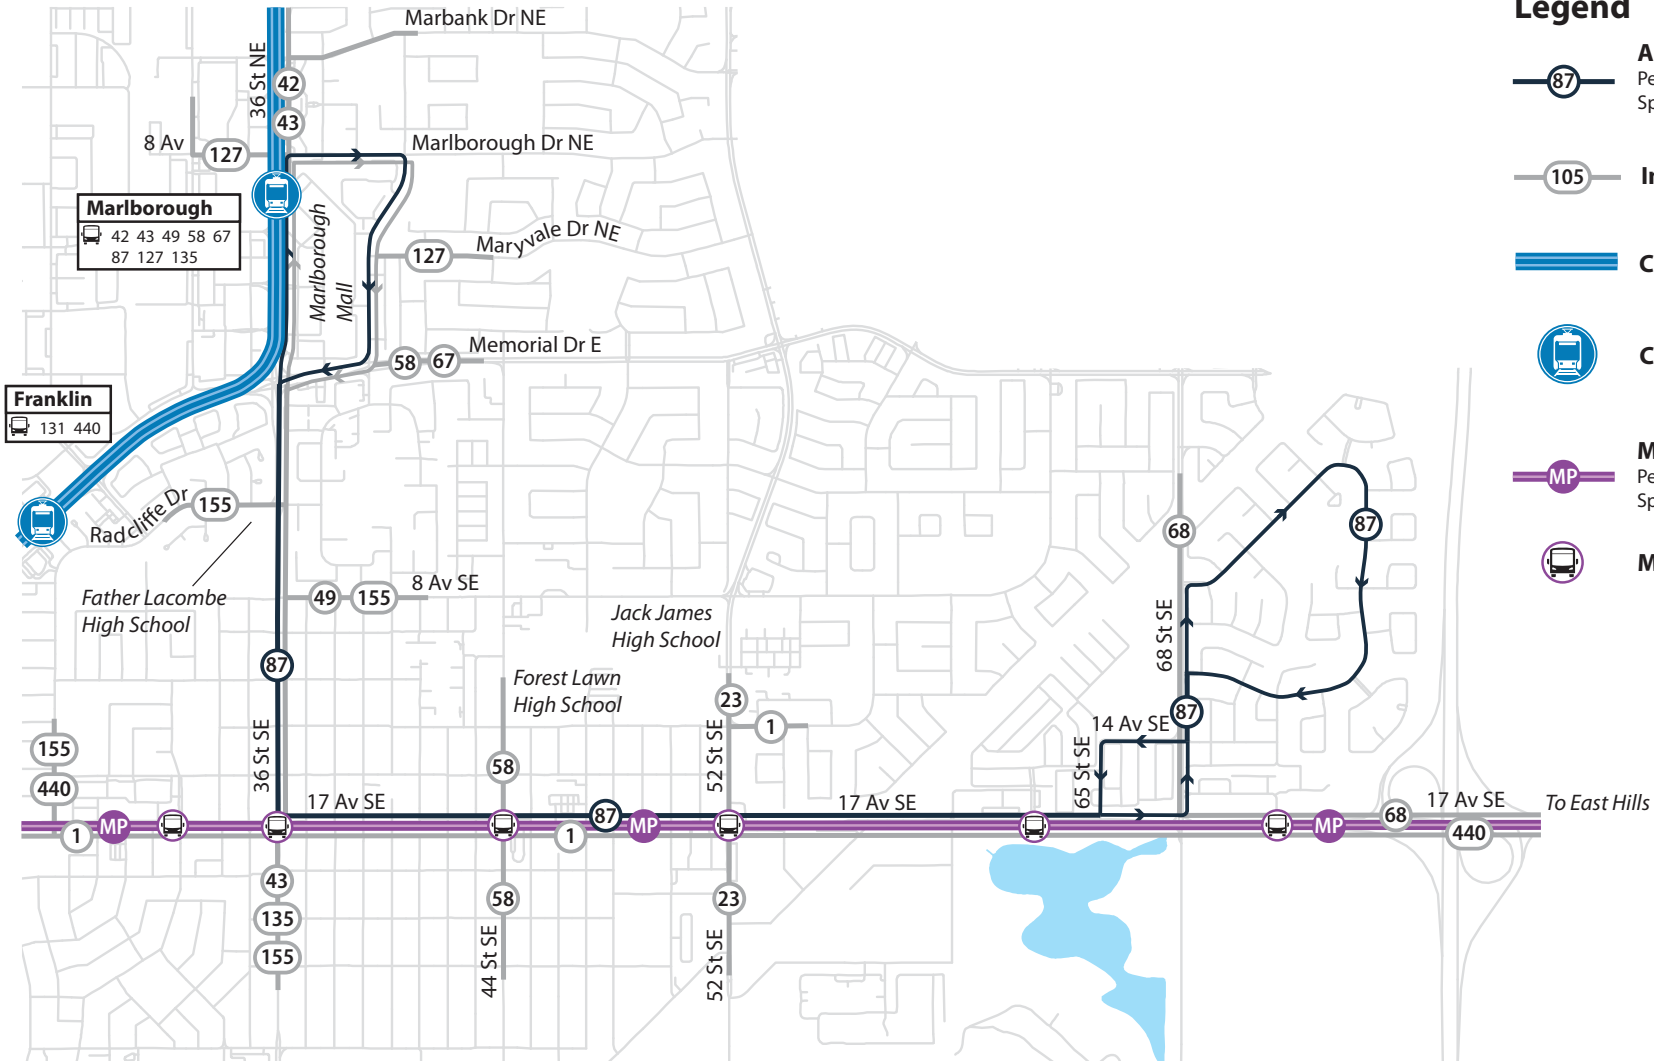 Marbank Dr NE
36 St NE
42
43
8 Av
127
Marlborough Dr NE
Marlborough
42 43 49 58 67
87 127 135
Marlborough
Mall
127
Maryvale Dr NE
58
67
Memorial Dr E
Franklin
131 440
Radcliffe Dr
155
Father Lacombe
High School
49
155
8 Av SE
87
36 St SE
Jack James
High School
Forest Lawn
High School
23
1
52 St SE
58
155
440
17 Av SE
87
17 Av SE
1
MP
1
MP
43
135
155
58
44 St SE
23
52 St SE
68
87
68 St SE
87
14 Av SE
65 St SE
MP
68
17 Av SE
440
To East Hills
Legend
87
105
MP